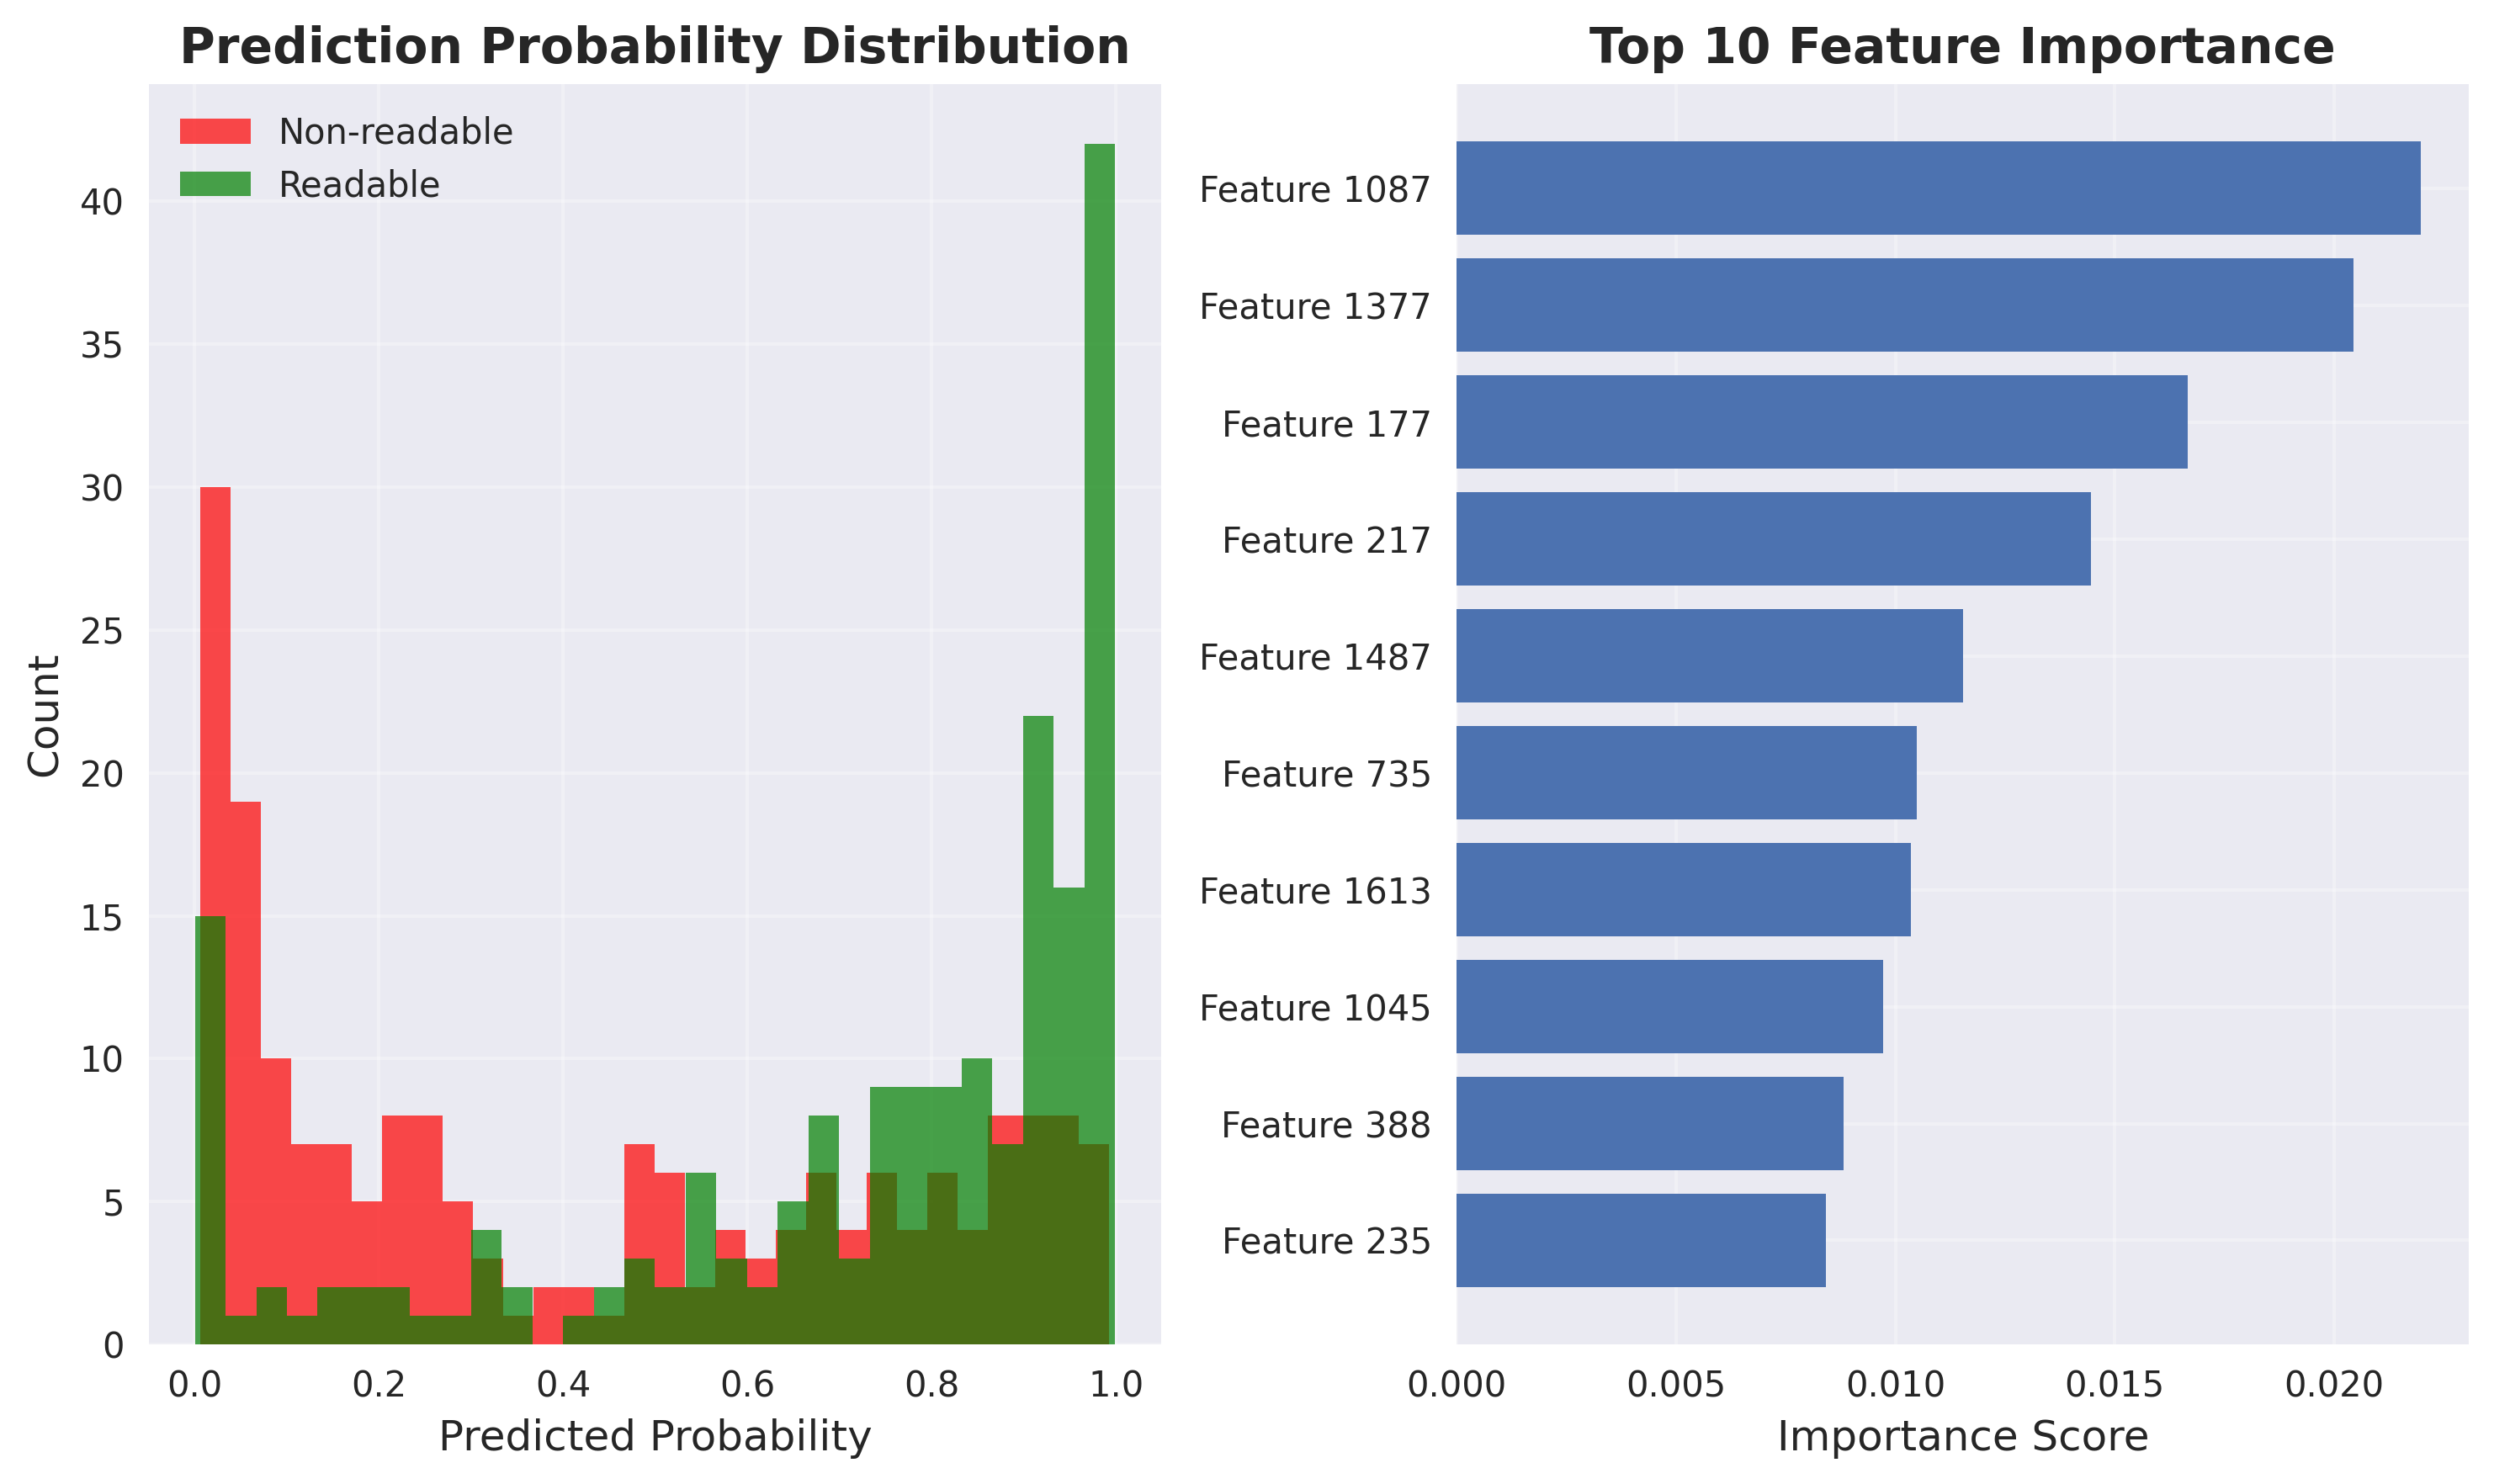 Prediction Probability Distribution
Non-readable
Readable
40
35
30
25
20
15
10
5
0
Count
0.0 0.2 0.4 0.6 0.8 1.0
Predicted Probability
Top 10 Feature Importance
Feature 1087
Feature 1377
Feature 177
Feature 217
Feature 1487
Feature 735
Feature 1613
Feature 1045
Feature 388
Feature 235
0.000 0.005 0.010 0.015 0.020
Importance Score